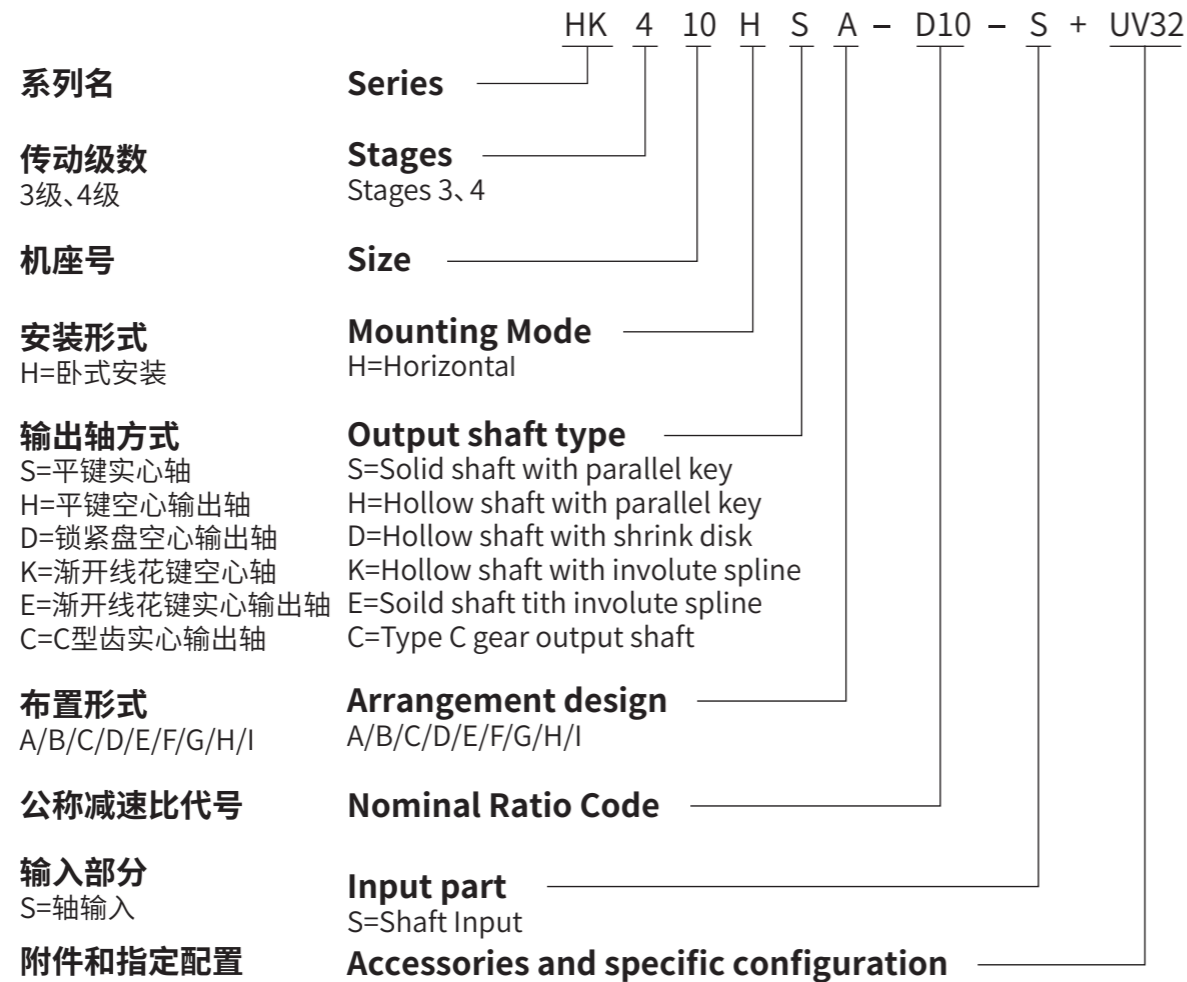 HK 4 10 H S A – D10 – S + UV32
系列名 Series
传动级数 Stages
3级、4级 Stages 3、4
机座号 Size
安装形式 Mounting Mode
H=卧式安装 H=Horizontal
输出轴方式 Output shaft type
S=平键实心轴 S=Solid shaft with parallel key
H=平键空心输出轴 H=Hollow shaft with parallel key
D=锁紧盘空心输出轴 D=Hollow shaft with shrink disk
K=渐开线花键空心轴 K=Hollow shaft with involute spline
E=渐开线花键实心输出轴 E=Soild shaft tith involute spline
C=C型齿实心输出轴 C=Type C gear output shaft
布置形式 Arrangement design
A/B/C/D/E/F/G/H/I A/B/C/D/E/F/G/H/I
公称减速比代号 Nominal Ratio Code
输入部分 Input part
S=轴输入 S=Shaft Input
附件和指定配置 Accessories and specific configuration